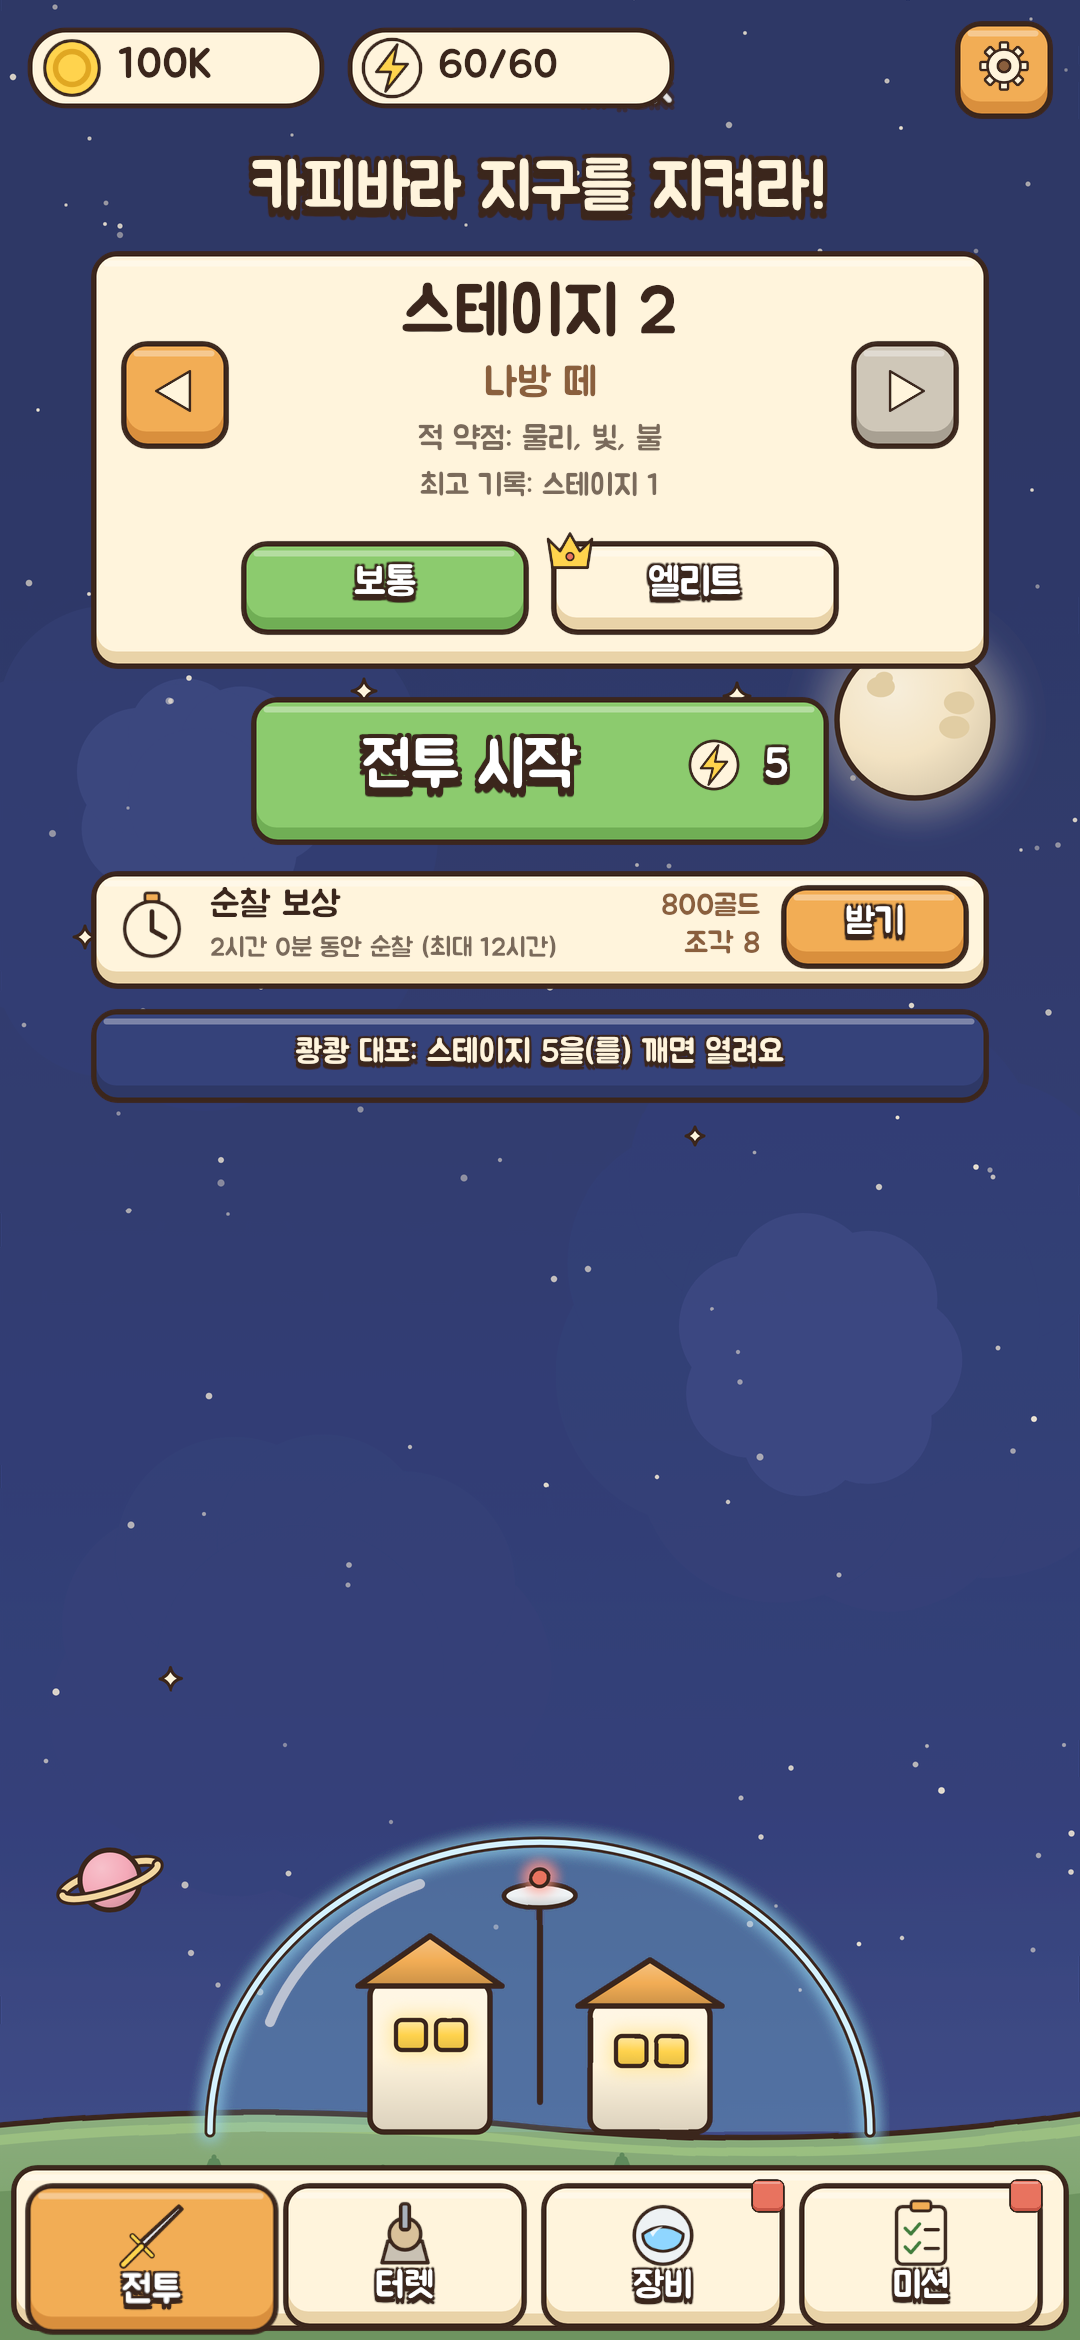 100K
60/60
카피바라 지구를 지켜라!
스테이지 2
나방 떼
적 약점: 물리, 빛, 불
최고 기록: 스테이지 1
보통
엘리트
전투 시작
5
순찰 보상
2시간 0분 동안 순찰 (최대 12시간)
800골드
조각 8
받기
쾅쾅 대포: 스테이지 5을(를) 깨면 열려요
전투
터렛
장비
미션